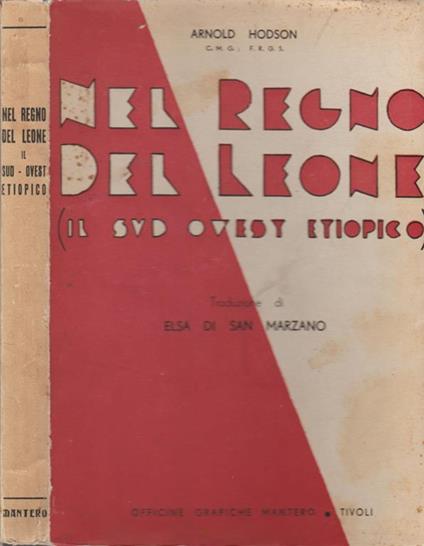 NEL REGNO
DEL LEONE
IL
SUD - OVEST
ETIOPICO
MANTERO
ARNOLD HODSON
C. M. G.; F. R. G. S.
NEL REGNO
DEL LEONE
(IL SVD OVEST ETIOPICO)
Traduzione di
ELSA DI SAN MARZANO
OFFICINE GRAFICHE MANTERO • TIVOLI